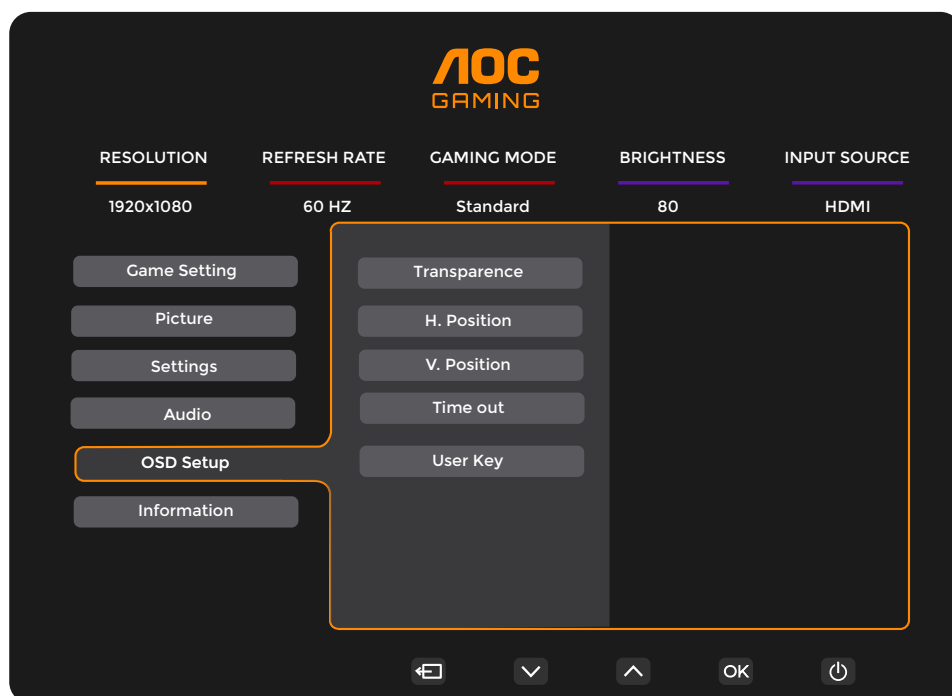 AOC
GAMING
RESOLUTION REFRESH RATE GAMING MODE BRIGHTNESS INPUT SOURCE
1920x1080 60 HZ Standard 80 HDMI
Game Setting
Picture
Settings
Audio
OSD Setup
Information
Transparence
H. Position
V. Position
Time out
User Key
OK